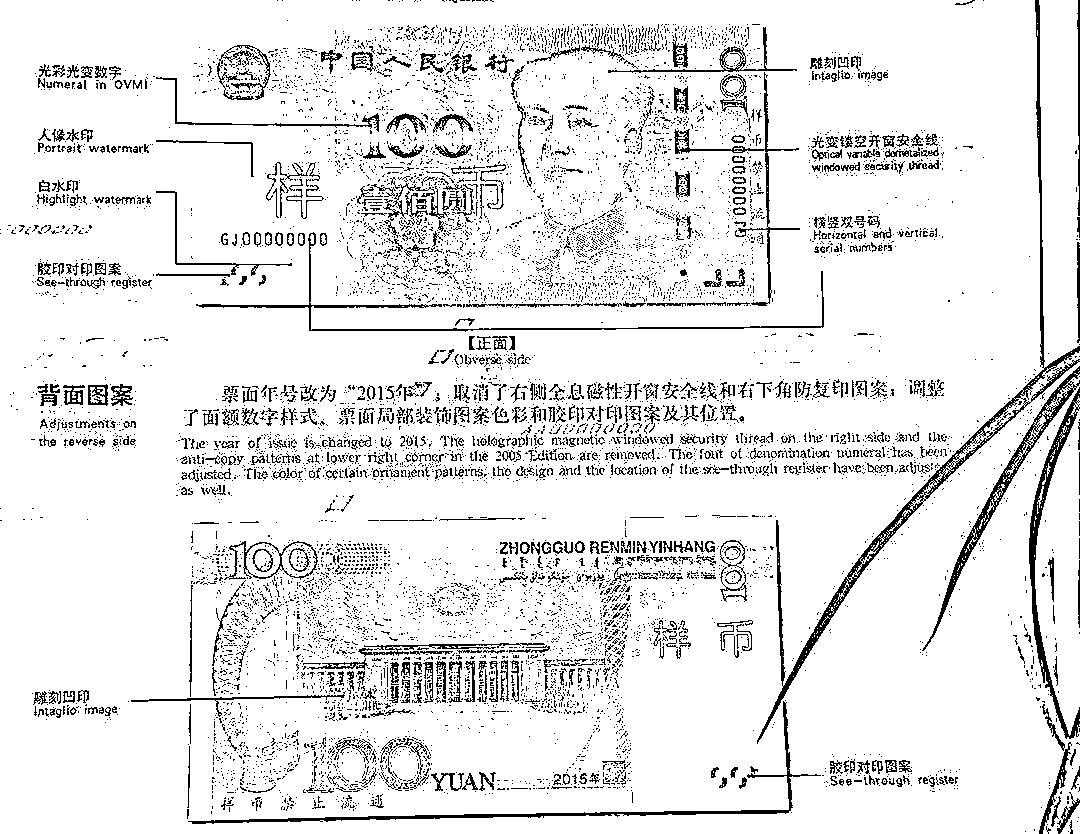 中国人民银行
光彩光变数字
Numeral in OVMI
100
人像水印
Portrait watermark
白水印
Highlight watermark
样币
壹佰圆
GJ00000000
胶印对印图案
See-through register
雕刻凹印
Intaglio image
100
光变镂空开窗安全线
Optical variable demetalized
windowed security thread
GJ00000000
横竖双号码
Horizontal and vertical
serial numbers
【正面】
Obverse side
背面图案
Adjustments on
the reverse side
票面年号改为“2015年”；取消了右侧全息磁性开窗安全线和右下角防复印图案；调整
了面额数字样式、票面局部装饰图案色彩和胶印对印图案及其位置。
The year of issue is changed to 2015. The holographic magnetic windowed security thread on the right side and the
anti-copy patterns at lower right corner in the 2005 Edition are removed. The font of denomination numeral has been
adjusted. The color of certain ornament patterns, the design and the location of the see-through register have been adjuste
as well.
100
ZHONGGUO RENMIN YINHANG
100
样币
雕刻凹印
Intaglio image
100 YUAN
2015年
样币禁止流通
胶印对印图案
See-through register